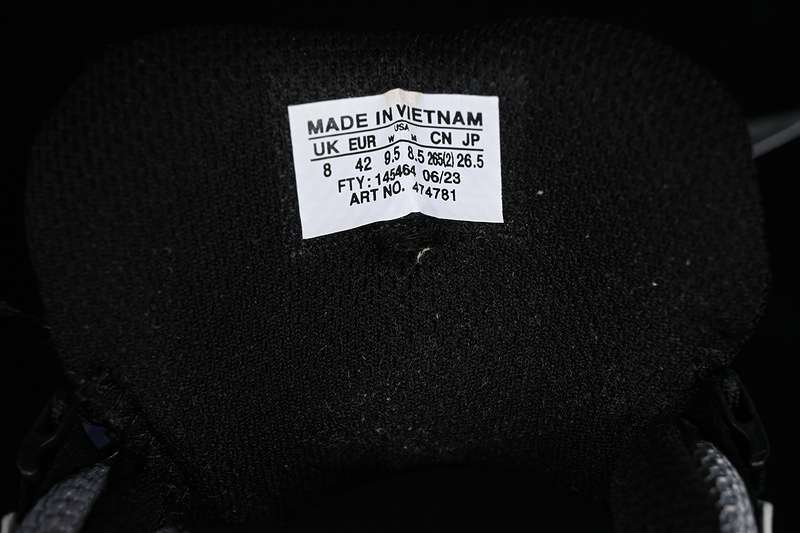 MADE IN VIETNAM
USA
UK EUR W M CN JP
8 42 9.5 8.5 265(2) 26.5
FTY: 145464 06/23
ART NO. 474781